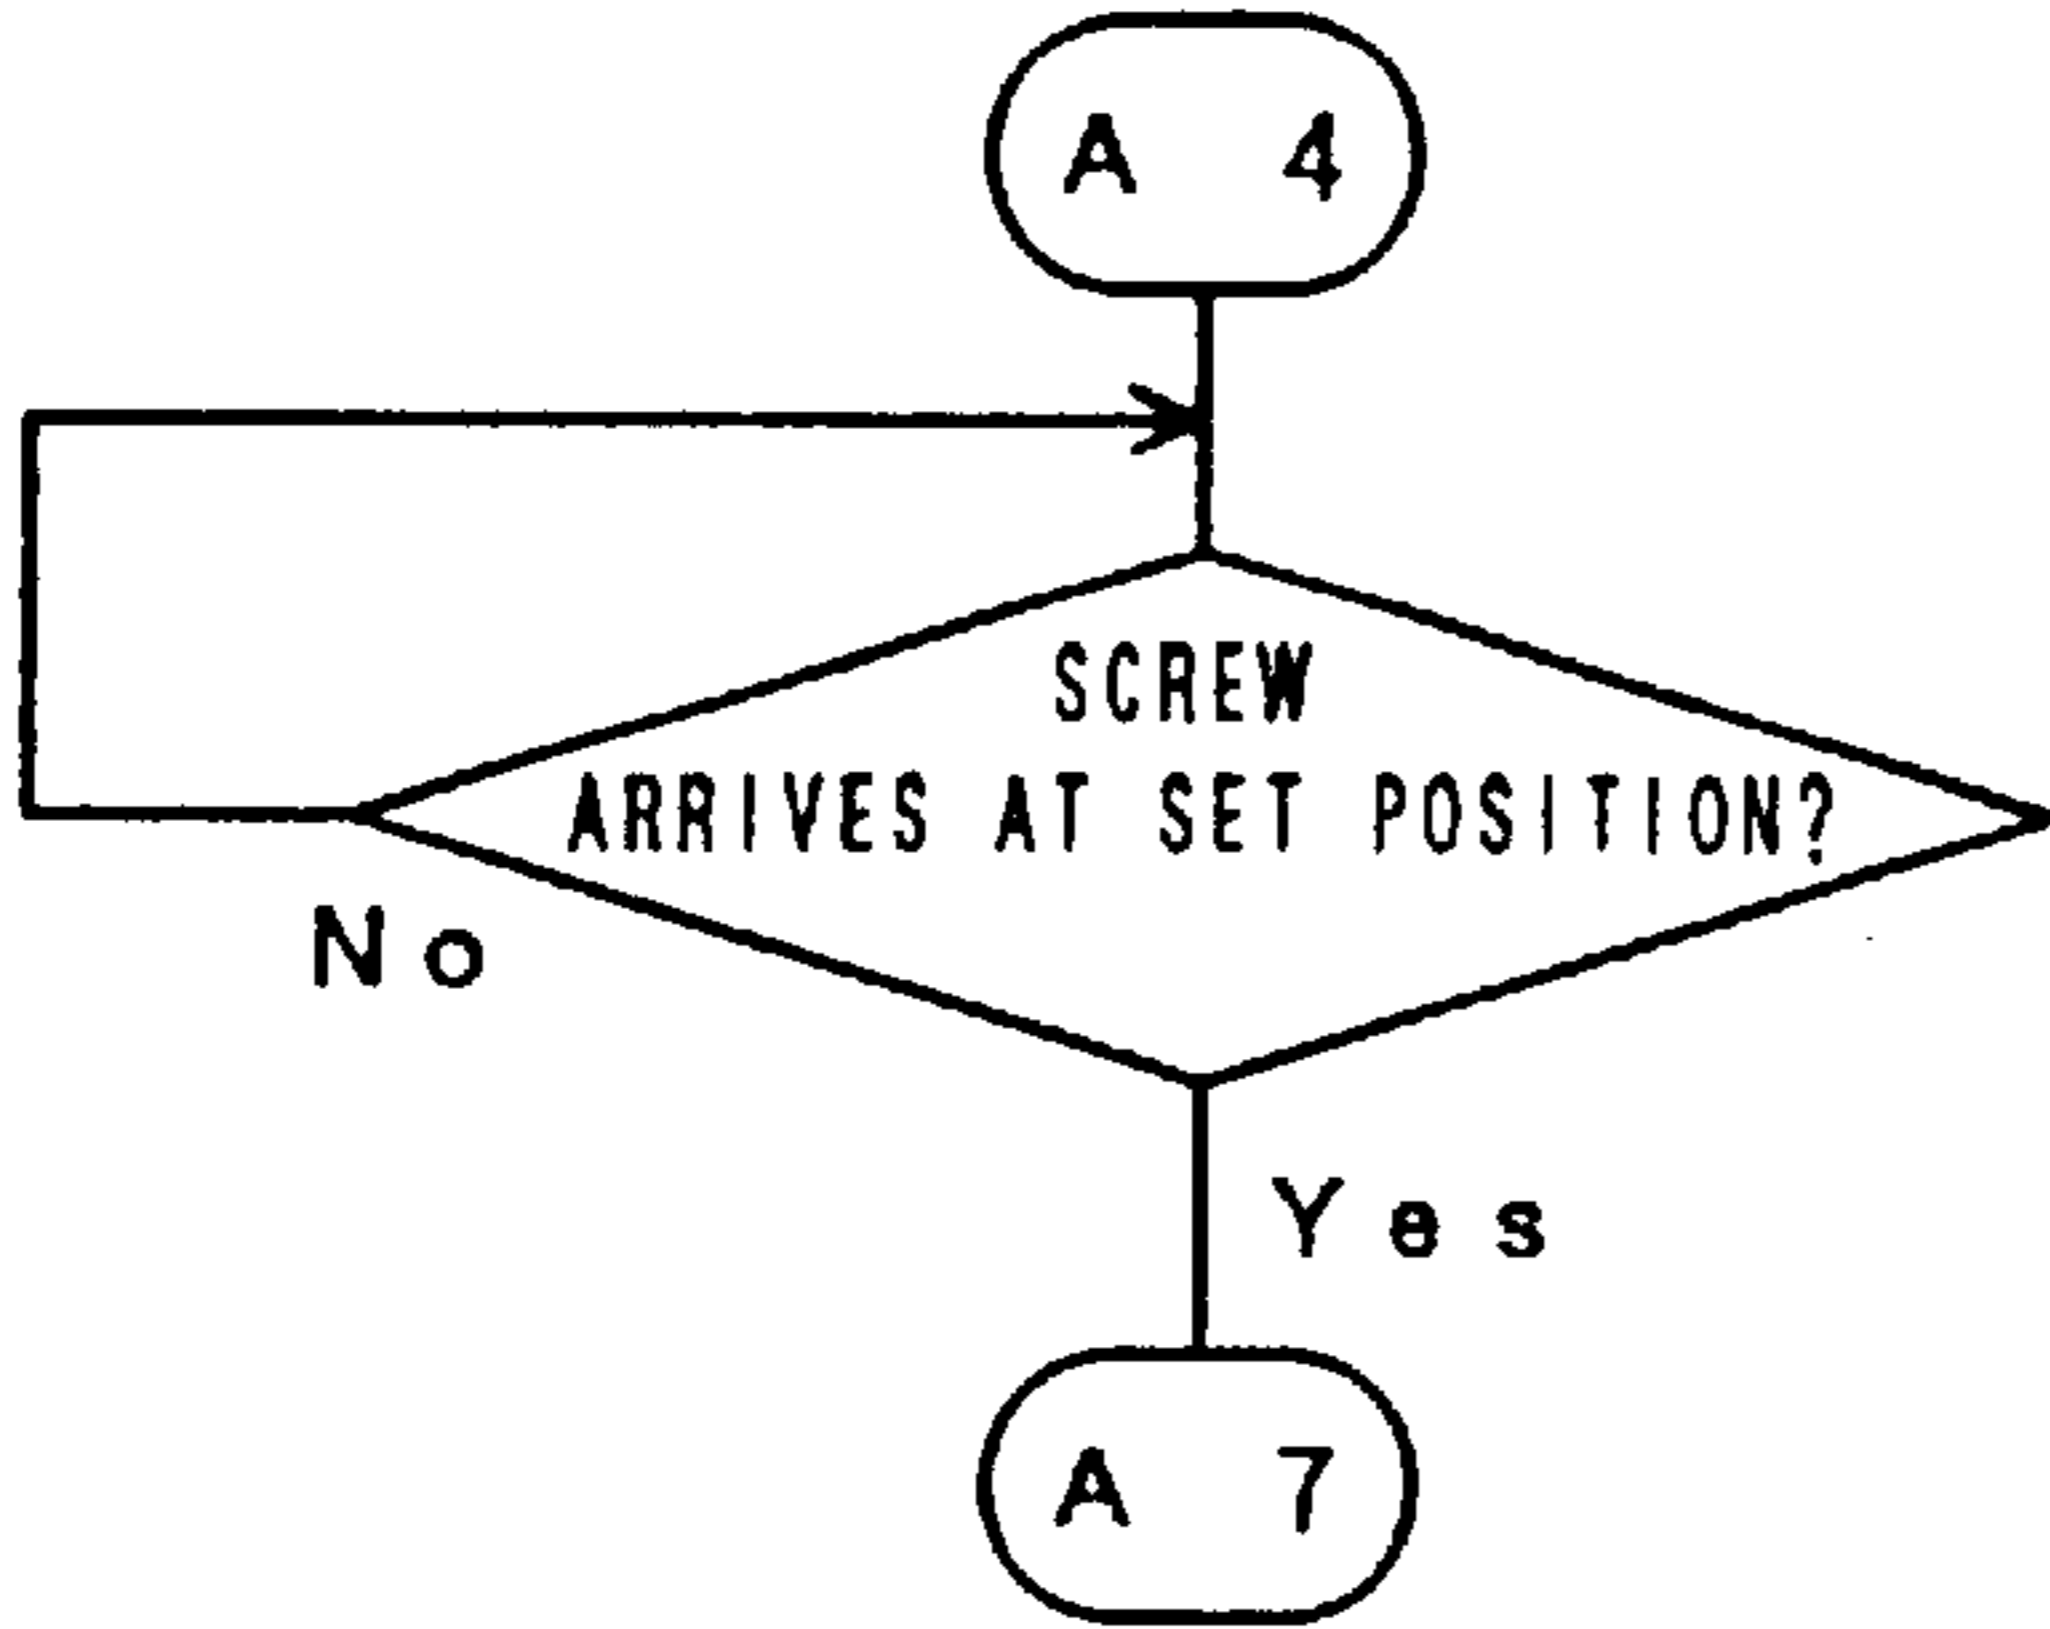 A 4
SCREW
ARRIVES AT SET POSITION?
No
Yes
A 7